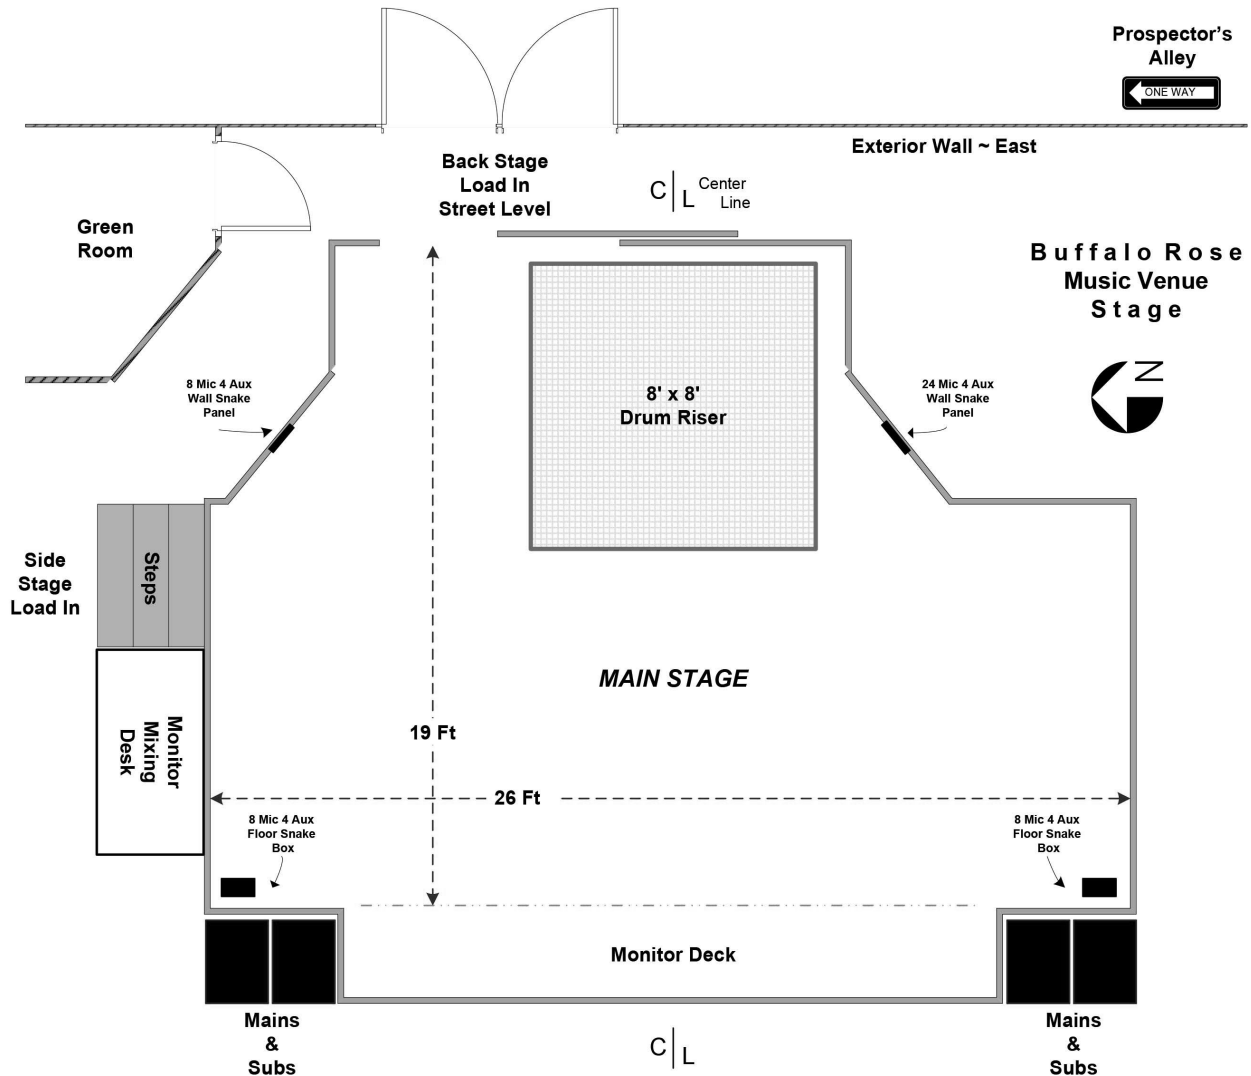 Prospector's
Alley
ONE WAY
Exterior Wall ~ East
Back Stage
Load In
Street Level
C L Center
Line
Green
Room
Buffalo Rose
Music Venue
Stage
N
8' x 8'
Drum Riser
8 Mic 4 Aux
Wall Snake
Panel
24 Mic 4 Aux
Wall Snake
Panel
Side
Stage
Load In
Steps
MAIN STAGE
Monitor
Mixing
Desk
19 Ft
26 Ft
8 Mic 4 Aux
Floor Snake
Box
8 Mic 4 Aux
Floor Snake
Box
Monitor Deck
Mains
&
Subs
C L
Mains
&
Subs